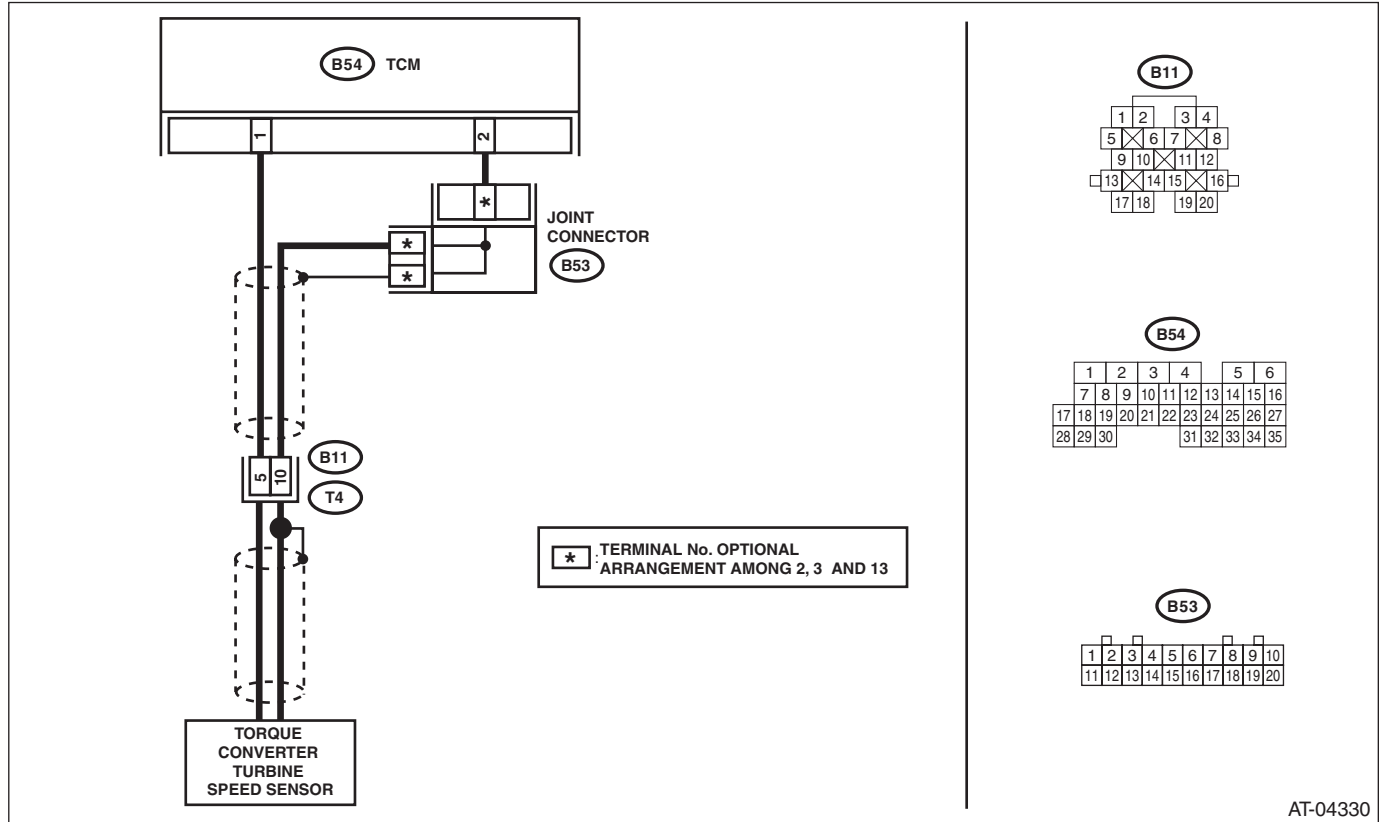 B54 TCM
1 2
*
JOINT
CONNECTOR
B53
*
*
5 10
B11
T4
* : TERMINAL No. OPTIONAL
ARRANGEMENT AMONG 2, 3 AND 13
TORQUE
CONVERTER
TURBINE
SPEED SENSOR
B11
1 2 3 4
5 6 7 8
9 10 11 12
13 14 15 16
17 18 19 20
B54
1 2 3 4 5 6
7 8 9 10 11 12 13 14 15 16
17 18 19 20 21 22 23 24 25 26 27
28 29 30 31 32 33 34 35
B53
1 2 3 4 5 6 7 8 9 10
11 12 13 14 15 16 17 18 19 20
AT-04330